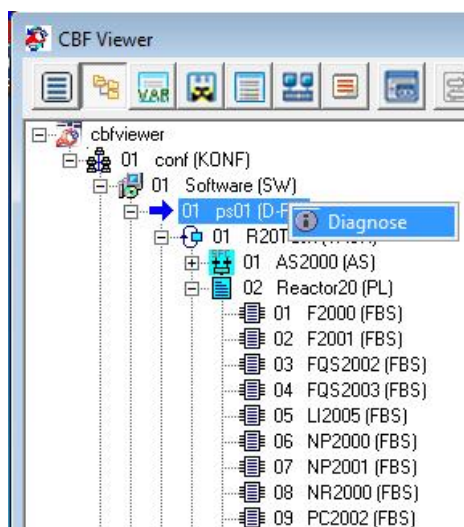 CBF Viewer
VAR
cbfviewer
01 conf (KONF)
01 Software (SW)
01 ps01 Diagnose
01
01 AS2000 (AS)
02 Reactor20 (PL)
01 F2000 (FBS)
02 F2001 (FBS)
03 FQS2002 (FBS)
04 FQS2003 (FBS)
05 LI2005 (FBS)
06 NP2000 (FBS)
07 NP2001 (FBS)
08 NR2000 (FBS)
09 PC2002 (FBS)